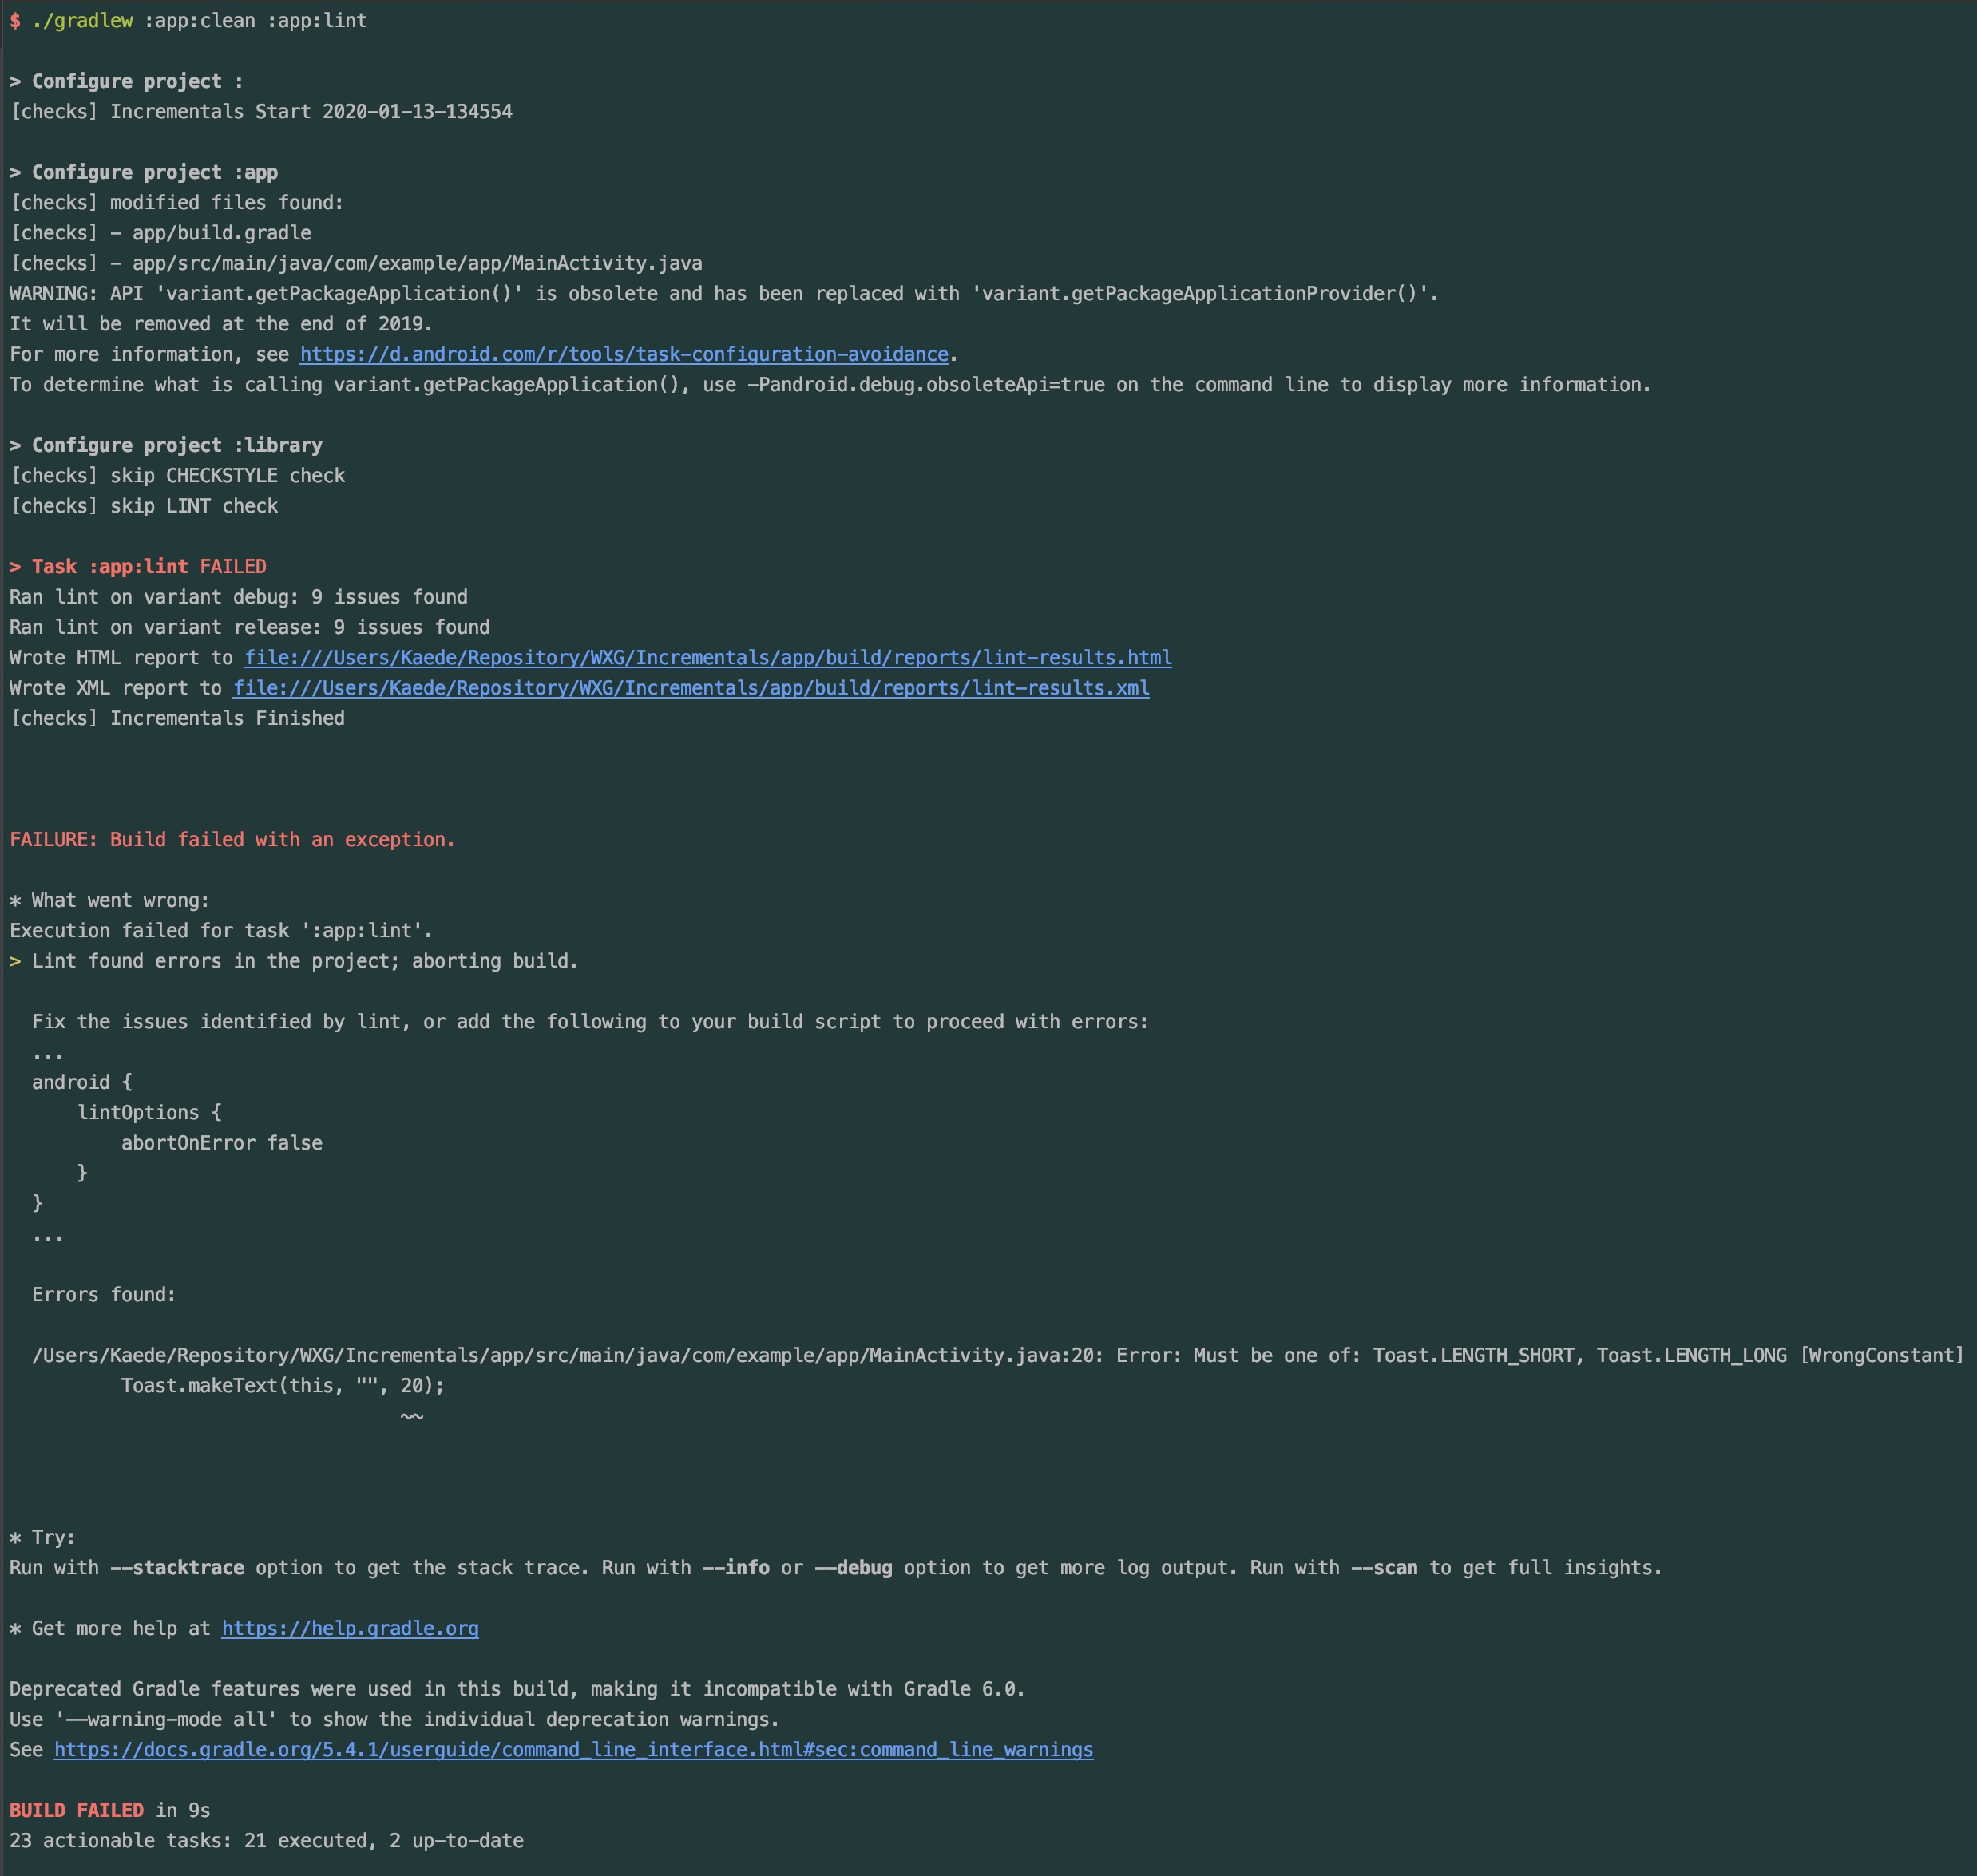 $ ./gradlew :app:clean :app:lint
> Configure project :
[checks] Incrementals Start 2020-01-13-134554
> Configure project :app
[checks] modified files found:
[checks] - app/build.gradle
[checks] - app/src/main/java/com/example/app/MainActivity.java
WARNING: API 'variant.getPackageApplication()' is obsolete and has been replaced with 'variant.getPackageApplicationProvider()'.
It will be removed at the end of 2019.
For more information, see https://d.android.com/r/tools/task-configuration-avoidance.
To determine what is calling variant.getPackageApplication(), use -Pandroid.debug.obsoleteApi=true on the command line to display more information.
> Configure project :library
[checks] skip CHECKSTYLE check
[checks] skip LINT check
> Task :app:lint FAILED
Ran lint on variant debug: 9 issues found
Ran lint on variant release: 9 issues found
Wrote HTML report to file:///Users/Kaede/Repository/WXG/Incrementals/app/build/reports/lint-results.html
Wrote XML report to file:///Users/Kaede/Repository/WXG/Incrementals/app/build/reports/lint-results.xml
[checks] Incrementals Finished
FAILURE: Build failed with an exception.
* What went wrong:
Execution failed for task ':app:lint'.
> Lint found errors in the project; aborting build.
Fix the issues identified by lint, or add the following to your build script to proceed with errors:
...
android {
lintOptions {
abortOnError false
}
}
...
Errors found:
/Users/Kaede/Repository/WXG/Incrementals/app/src/main/java/com/example/app/MainActivity.java:20: Error: Must be one of: Toast.LENGTH_SHORT, Toast.LENGTH_LONG [WrongConstant]
Toast.makeText(this, "", 20);
~~
* Try:
Run with --stacktrace option to get the stack trace. Run with --info or --debug option to get more log output. Run with --scan to get full insights.
* Get more help at https://help.gradle.org
Deprecated Gradle features were used in this build, making it incompatible with Gradle 6.0.
Use '--warning-mode all' to show the individual deprecation warnings.
See https://docs.gradle.org/5.4.1/userguide/command_line_interface.html#sec:command_line_warnings
BUILD FAILED in 9s
23 actionable tasks: 21 executed, 2 up-to-date